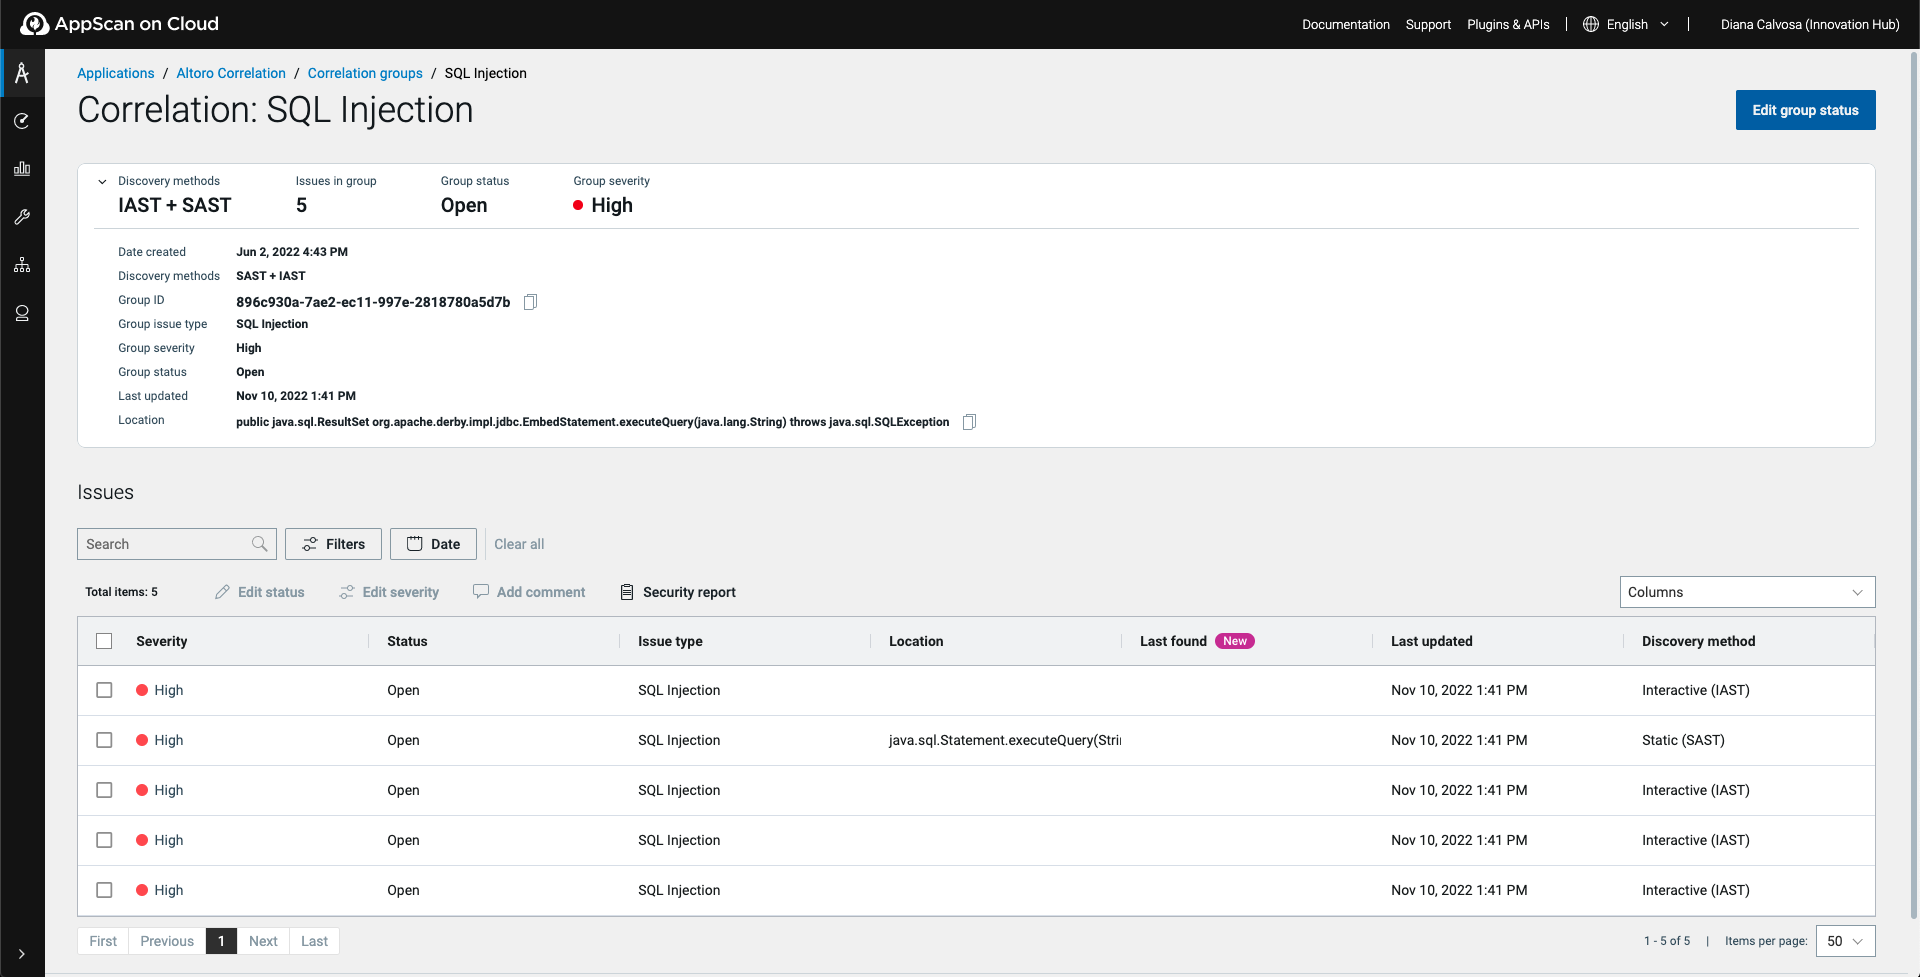 AppScan on Cloud
Documentation Support Plugins & APIs | English | Diana Calvosa (Innovation Hub)
Applications / Altoro Correlation / Correlation groups / SQL Injection
Correlation: SQL Injection
Edit group status
Discovery methods Issues in group Group status Group severity
IAST + SAST 5 Open High
Date created Jun 2, 2022 4:43 PM
Discovery methods SAST + IAST
Group ID 896c930a-7ae2-ec11-997e-2818780a5d7b
Group issue type SQL Injection
Group severity High
Group status Open
Last updated Nov 10, 2022 1:41 PM
Location public java.sql.ResultSet org.apache.derby.impl.jdbc.EmbedStatement.executeQuery(java.lang.String) throws java.sql.SQLException
Issues
Search Filters Date Clear all
Total items: 5 Edit status Edit severity Add comment Security report Columns
Severity Status Issue type Location Last found New Last updated Discovery method
High Open SQL Injection Nov 10, 2022 1:41 PM Interactive (IAST)
High Open SQL Injection java.sql.Statement.executeQuery(Stri Nov 10, 2022 1:41 PM Static (SAST)
High Open SQL Injection Nov 10, 2022 1:41 PM Interactive (IAST)
High Open SQL Injection Nov 10, 2022 1:41 PM Interactive (IAST)
High Open SQL Injection Nov 10, 2022 1:41 PM Interactive (IAST)
First Previous 1 Next Last 1 - 5 of 5 | Items per page: 50